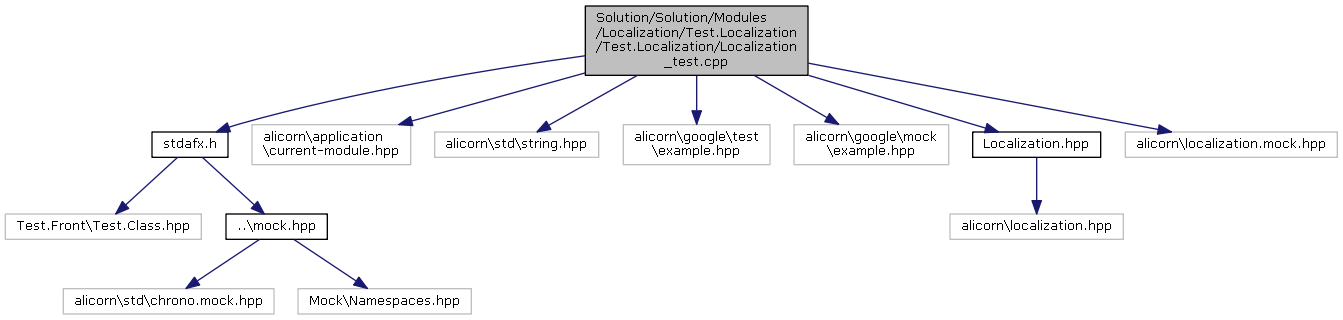 Solution/Solution/Modules
/Localization/Test.Localization
/Test.Localization/Localization
_test.cpp
stdafx.h
alicorn\application
\current-module.hpp
alicorn\std\string.hpp
alicorn\google\test
\example.hpp
alicorn\google\mock
\example.hpp
Localization.hpp
alicorn\localization.mock.hpp
Test.Front\Test.Class.hpp
..\mock.hpp
alicorn\localization.hpp
alicorn\std\chrono.mock.hpp
Mock\Namespaces.hpp